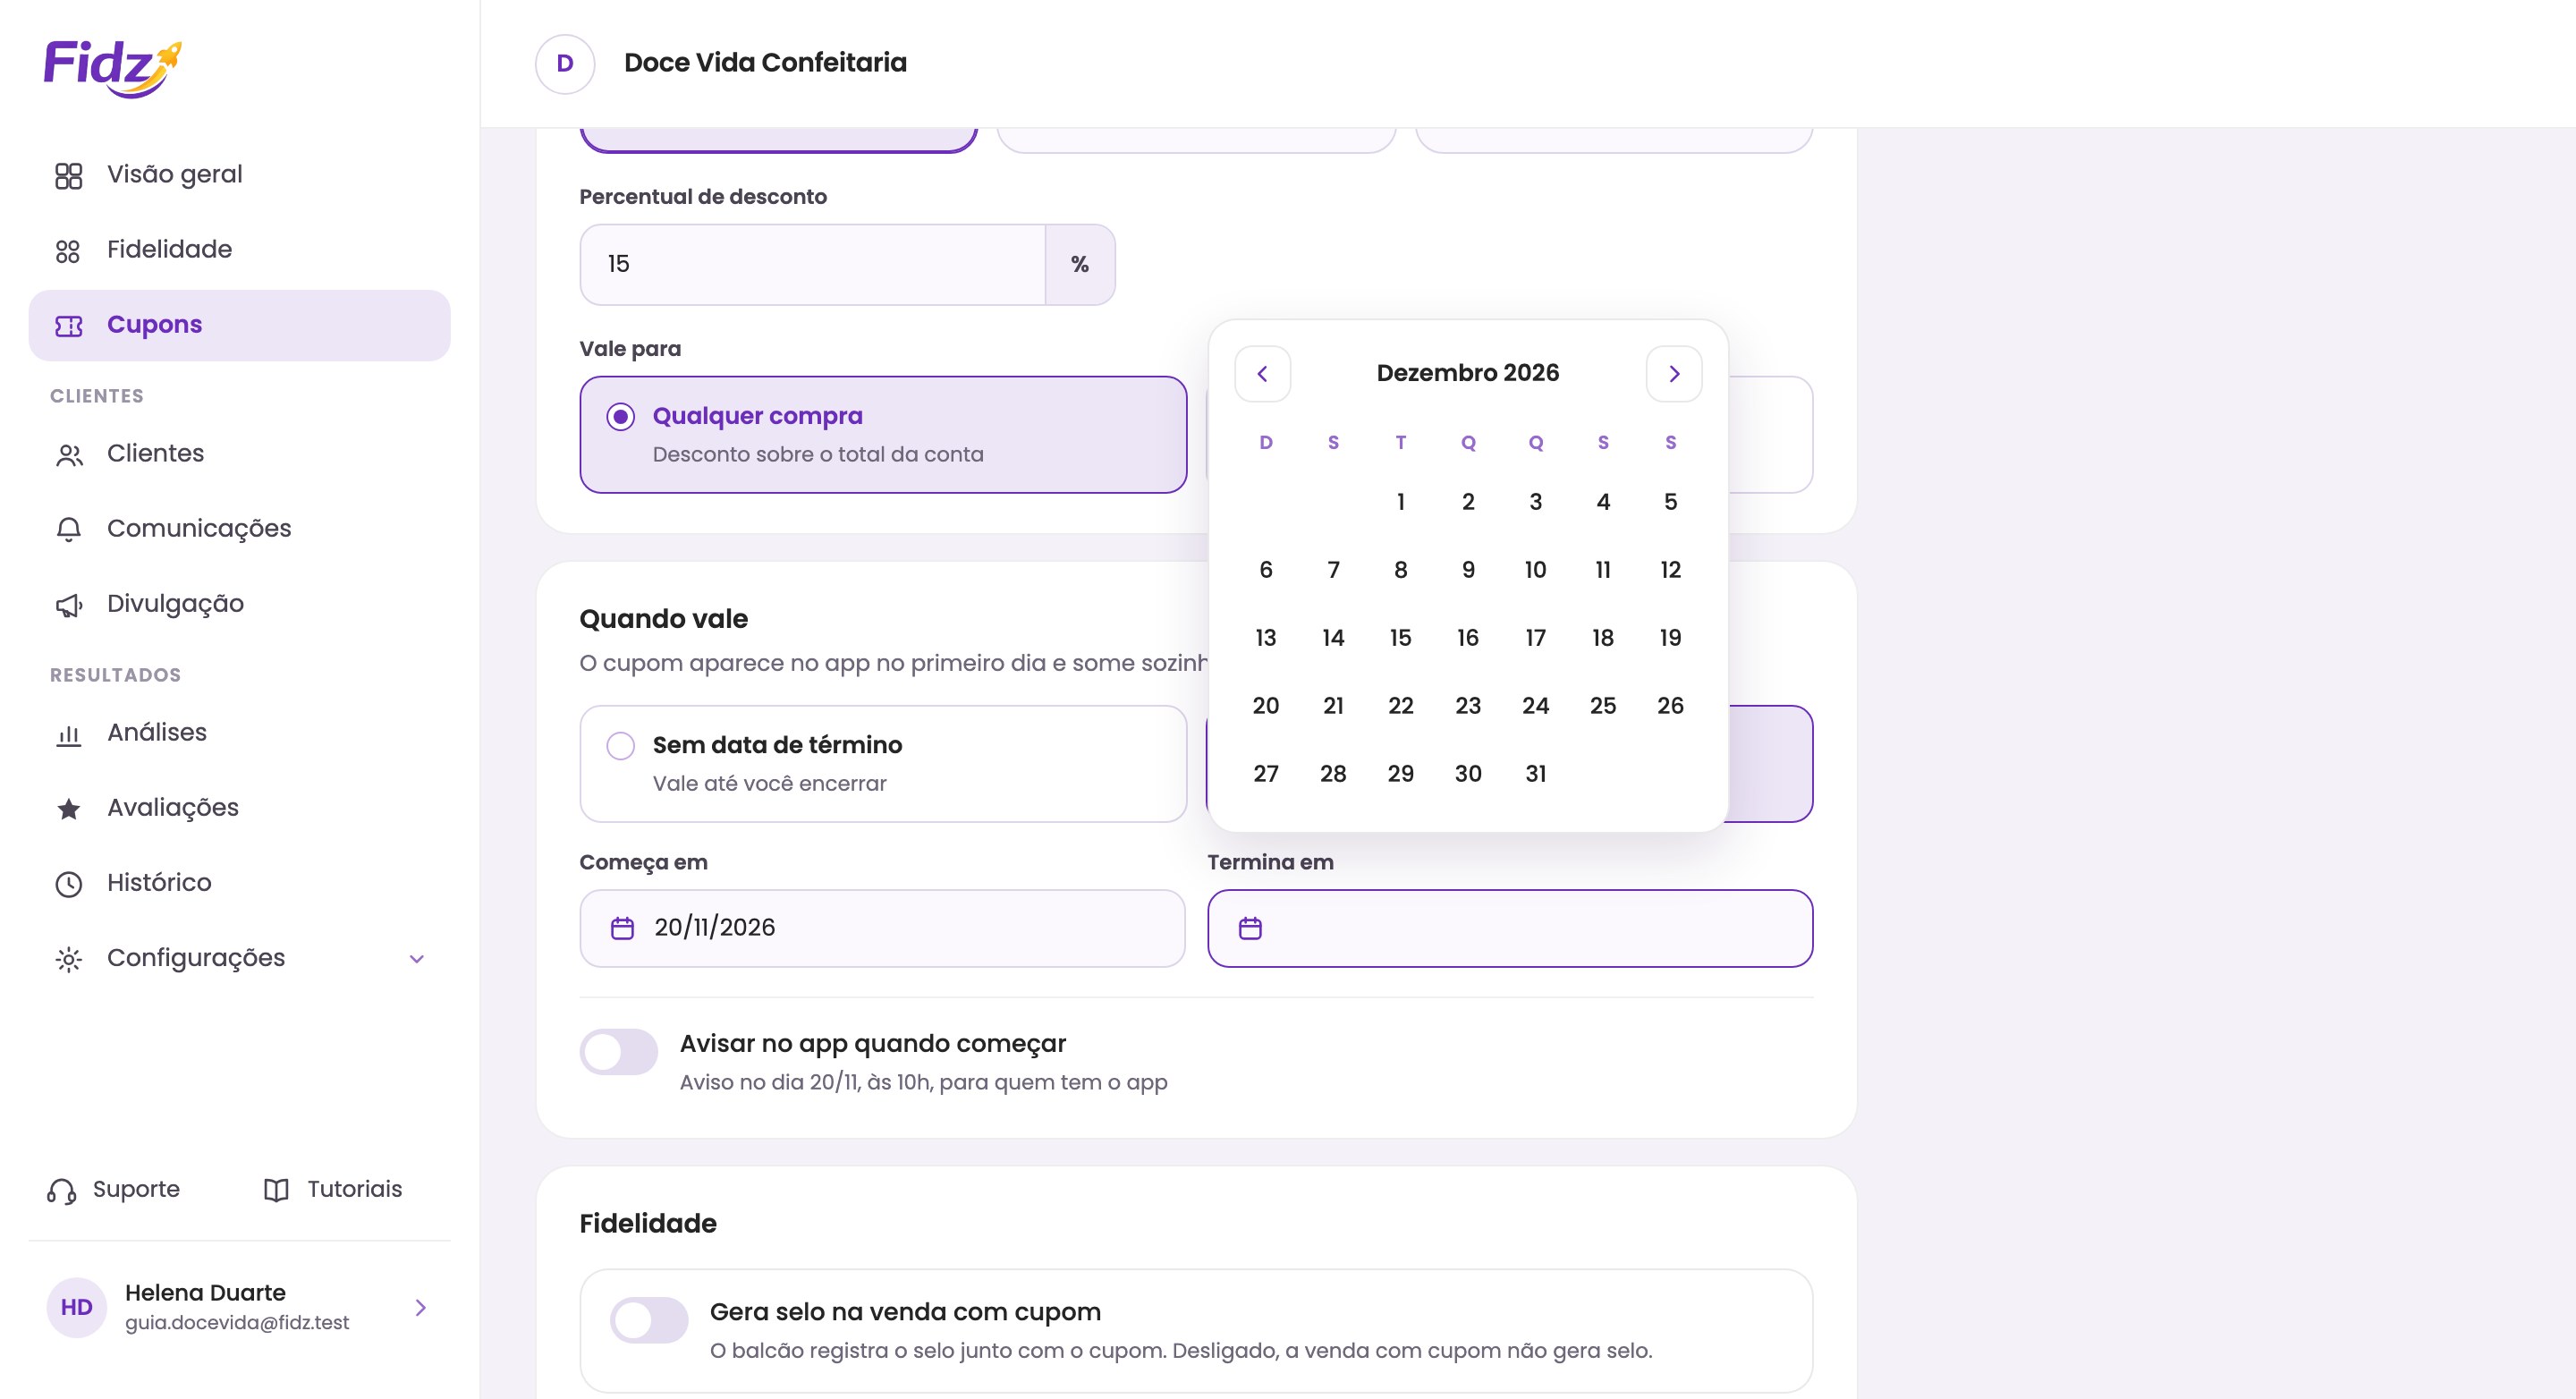 Fidz
Visão geral
Fidelidade
Cupons
CLIENTES
Clientes
Comunicações
Divulgação
RESULTADOS
Análises
Avaliações
Histórico
Configurações
Suporte
Tutoriais
HD
Helena Duarte
guia.docevida@fidz.test
D
Doce Vida Confeitaria
Percentual de desconto
15
%
Vale para
Qualquer compra
Desconto sobre o total da conta
Dezembro 2026
D S T Q Q S S
1 2 3 4 5
6 7 8 9 10 11 12
13 14 15 16 17 18 19
20 21 22 23 24 25 26
27 28 29 30 31
Quando vale
O cupom aparece no app no primeiro dia e some
Sem data de término
Vale até você encerrar
Começa em
20/11/2026
Termina em
Avisar no app quando começar
Aviso no dia 20/11, às 10h, para quem tem o app
Fidelidade
Gera selo na venda com cupom
O balcão registra o selo junto com o cupom. Desligado, a venda com cupom não gera selo.